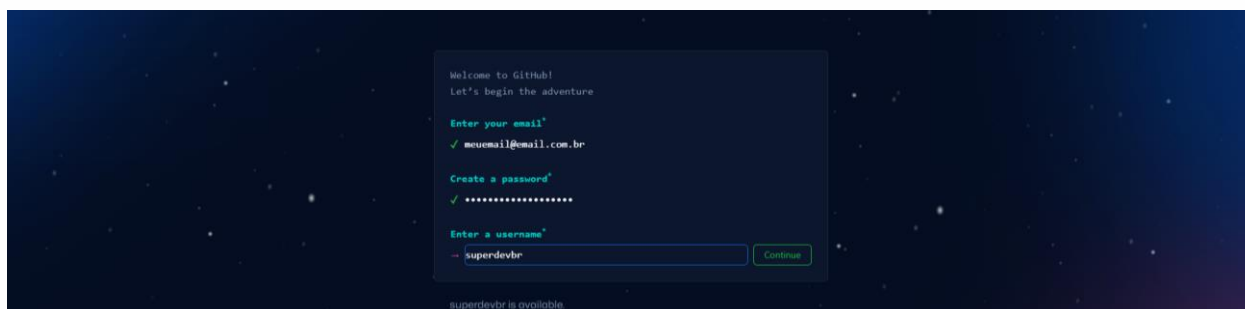 Welcome to GitHub!
Let's begin the adventure
Enter your email*
✓ meuemail@email.com.br
Create a password*
✓ •••••••••••••••••••
Enter a username*
→ superdevbr
Continue
superdevbr is available.